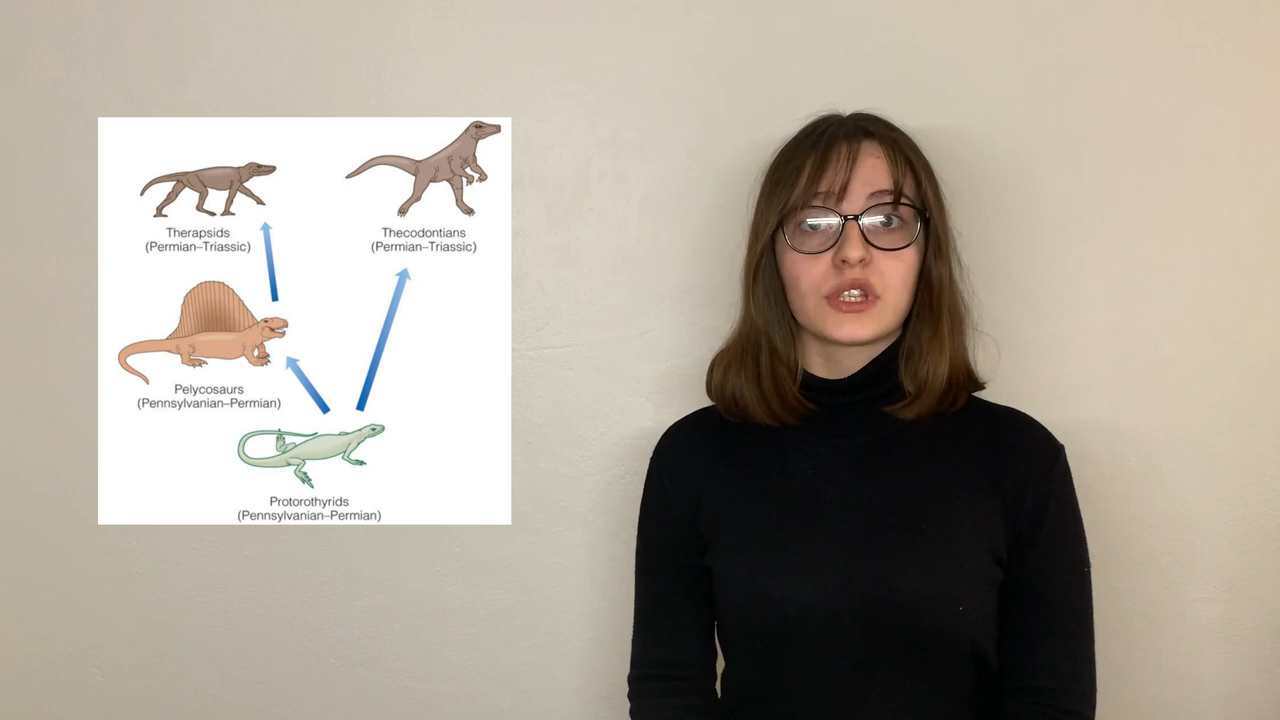 Therapsids
(Permian–Triassic)
Thecodontians
(Permian–Triassic)
Pelycosaurs
(Pennsylvanian–Permian)
Protorothyrids
(Pennsylvanian–Permian)